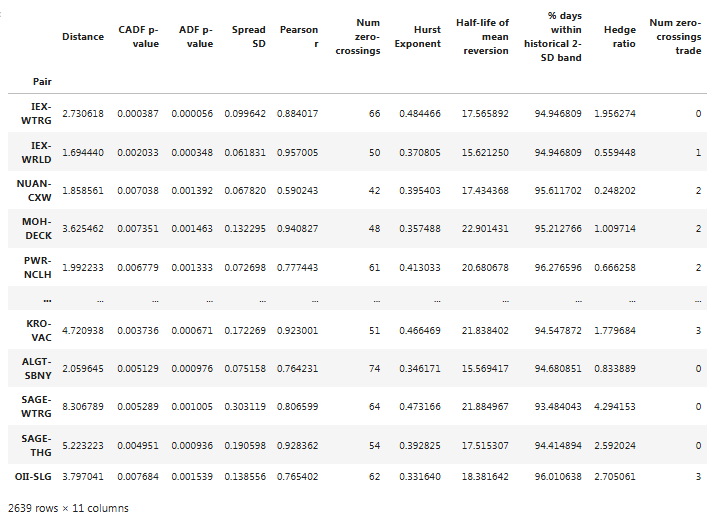 Distance CADF p-value ADF p-value Spread SD Pearson r Num zero-crossings Hurst Exponent Half-life of mean reversion % days within historical 2-SD band Hedge ratio Num zero-crossings trade
Pair
IEX-WTRG 2.730618 0.000387 0.000056 0.099642 0.884017 66 0.484466 17.565892 94.946809 1.956274 0
IEX-WRLD 1.694440 0.002033 0.000348 0.061831 0.957005 50 0.370805 15.621250 94.946809 0.559448 1
NUAN-CXW 1.858561 0.007038 0.001392 0.067820 0.590243 42 0.395403 17.434368 95.611702 0.248202 2
MOH-DECK 3.625462 0.007351 0.001463 0.132295 0.940827 48 0.357488 22.901431 95.212766 1.009714 2
PWR-NCLH 1.992233 0.006779 0.001333 0.072698 0.777443 61 0.413033 20.680678 96.276596 0.666258 2
... ... ... ... ... ... ... ... ... ... ... ...
KRO-VAC 4.720938 0.003736 0.000671 0.172269 0.923001 51 0.466469 21.838402 94.547872 1.779684 3
ALGT-SBNY 2.059645 0.005129 0.000976 0.075158 0.764231 74 0.346171 15.569417 94.680851 0.833889 0
SAGE-WTRG 8.306789 0.005289 0.001005 0.303119 0.806599 64 0.473166 21.884967 93.484043 4.294153 0
SAGE-THG 5.223223 0.004951 0.000936 0.190598 0.928362 54 0.392825 17.515307 94.414894 2.592024 0
OII-SLG 3.797041 0.007684 0.001539 0.138556 0.765402 62 0.331640 18.381642 96.010638 2.705061 3
2639 rows × 11 columns